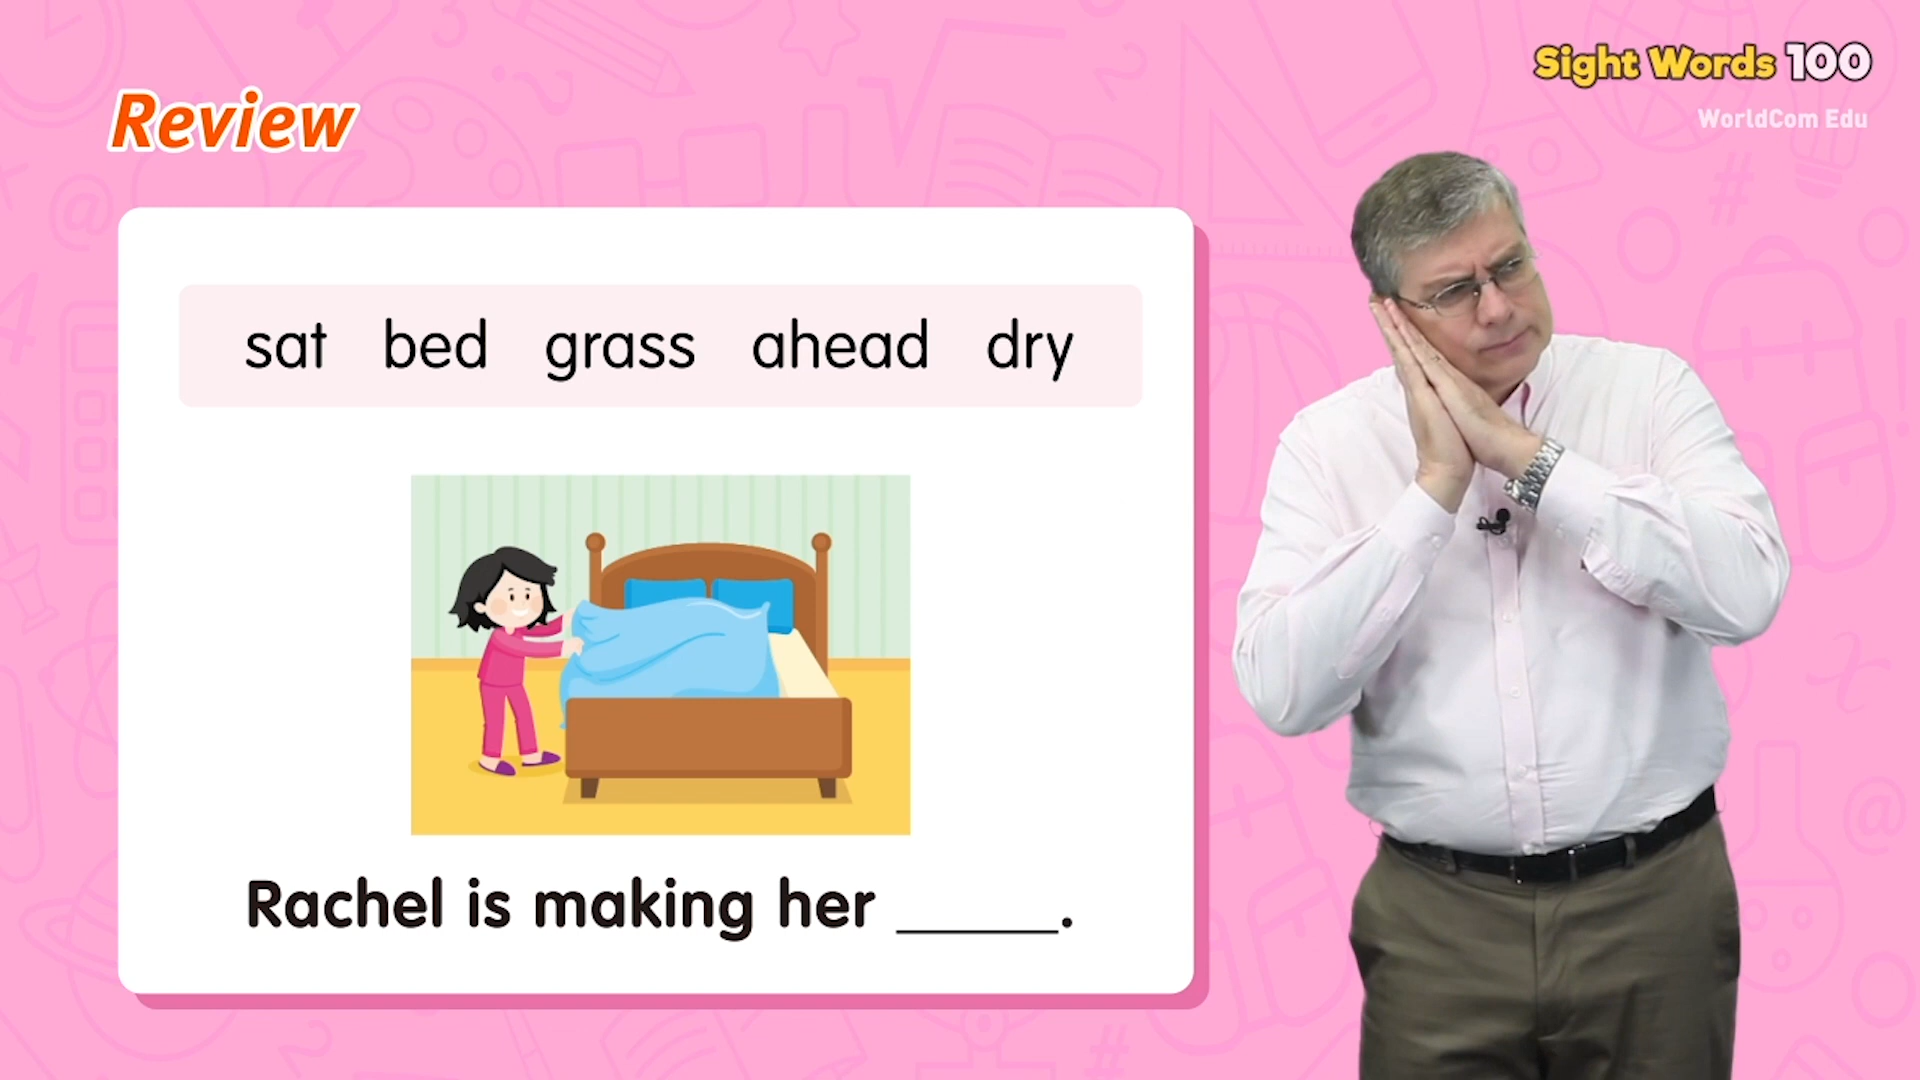 Sight Words 100
WorldCom Edu
Review
sat bed grass ahead dry
Rachel is making her _____.